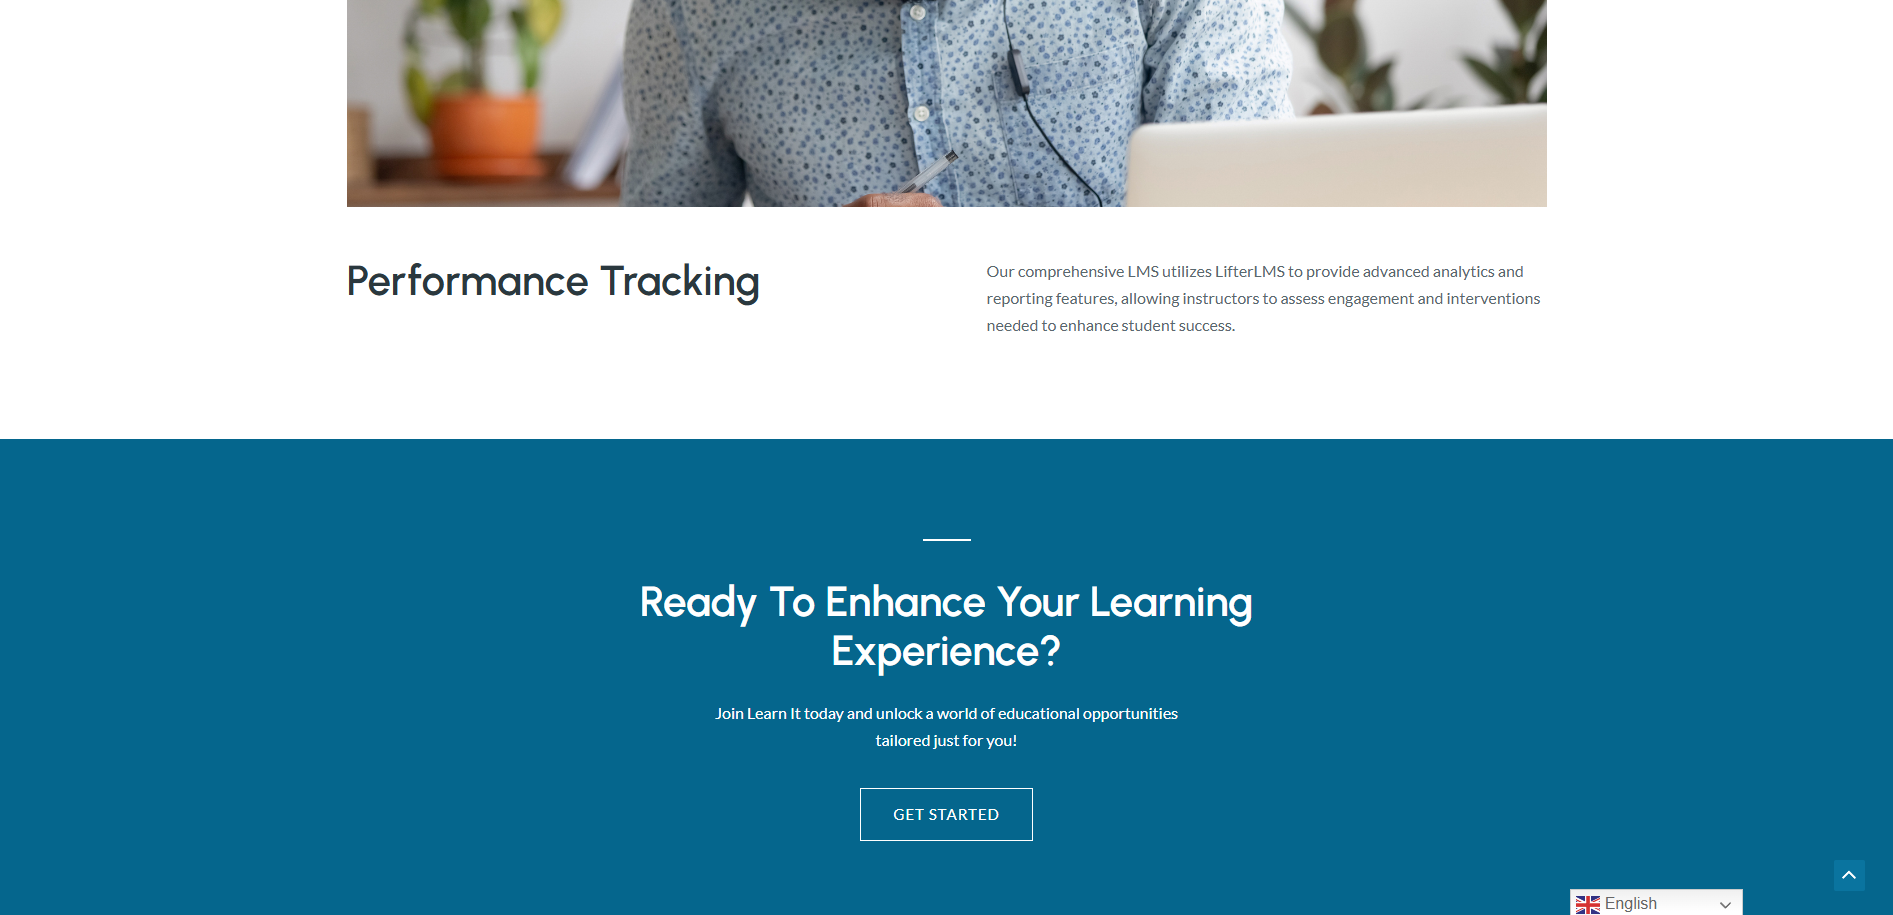 Performance Tracking
Our comprehensive LMS utilizes LifterLMS to provide advanced analytics and
reporting features, allowing instructors to assess engagement and interventions
needed to enhance student success.
Ready To Enhance Your Learning
Experience?
Join Learn It today and unlock a world of educational opportunities
tailored just for you!
GET STARTED
English